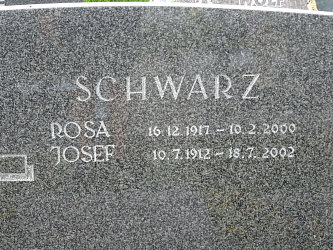 SCHWARZ
ROSA 16.12.1917 – 10.2.2000
JOSEF 10.7.1912 – 18.7.2002